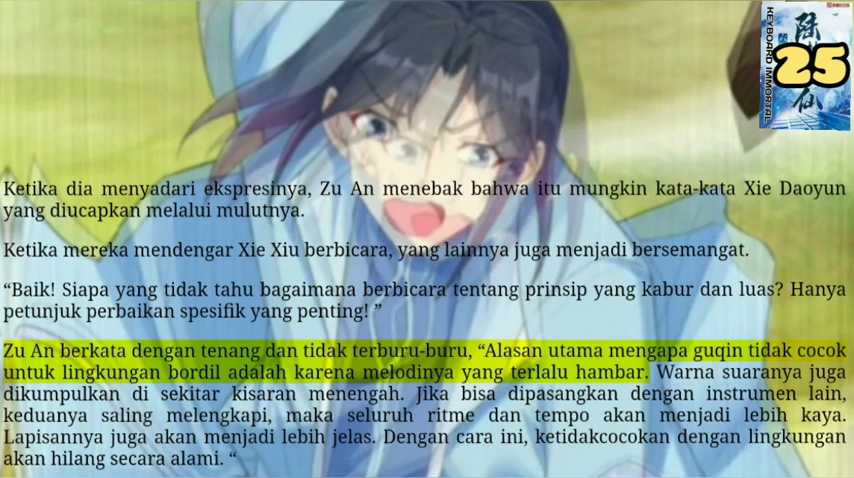 陆
仙
KEYBOARD IMMORTAL
25
Ketika dia menyadari ekspresinya, Zu An menebak bahwa itu mungkin kata-kata Xie Daoyun
yang diucapkan melalui mulutnya.
Ketika mereka mendengar Xie Xiu berbicara, yang lainnya juga menjadi bersemangat.
“Baik! Siapa yang tidak tahu bagaimana berbicara tentang prinsip yang kabur dan luas? Hanya
petunjuk perbaikan spesifik yang penting! ”
Zu An berkata dengan tenang dan tidak terburu-buru, “Alasan utama mengapa guqin tidak cocok
untuk lingkungan bordil adalah karena melodinya yang terlalu hambar. Warna suaranya juga
dikumpulkan di sekitar kisaran menengah. Jika bisa dipasangkan dengan instrumen lain,
keduanya saling melengkapi, maka seluruh ritme dan tempo akan menjadi lebih kaya.
Lapisannya juga akan menjadi lebih jelas. Dengan cara ini, ketidakcocokan dengan lingkungan
akan hilang secara alami. “